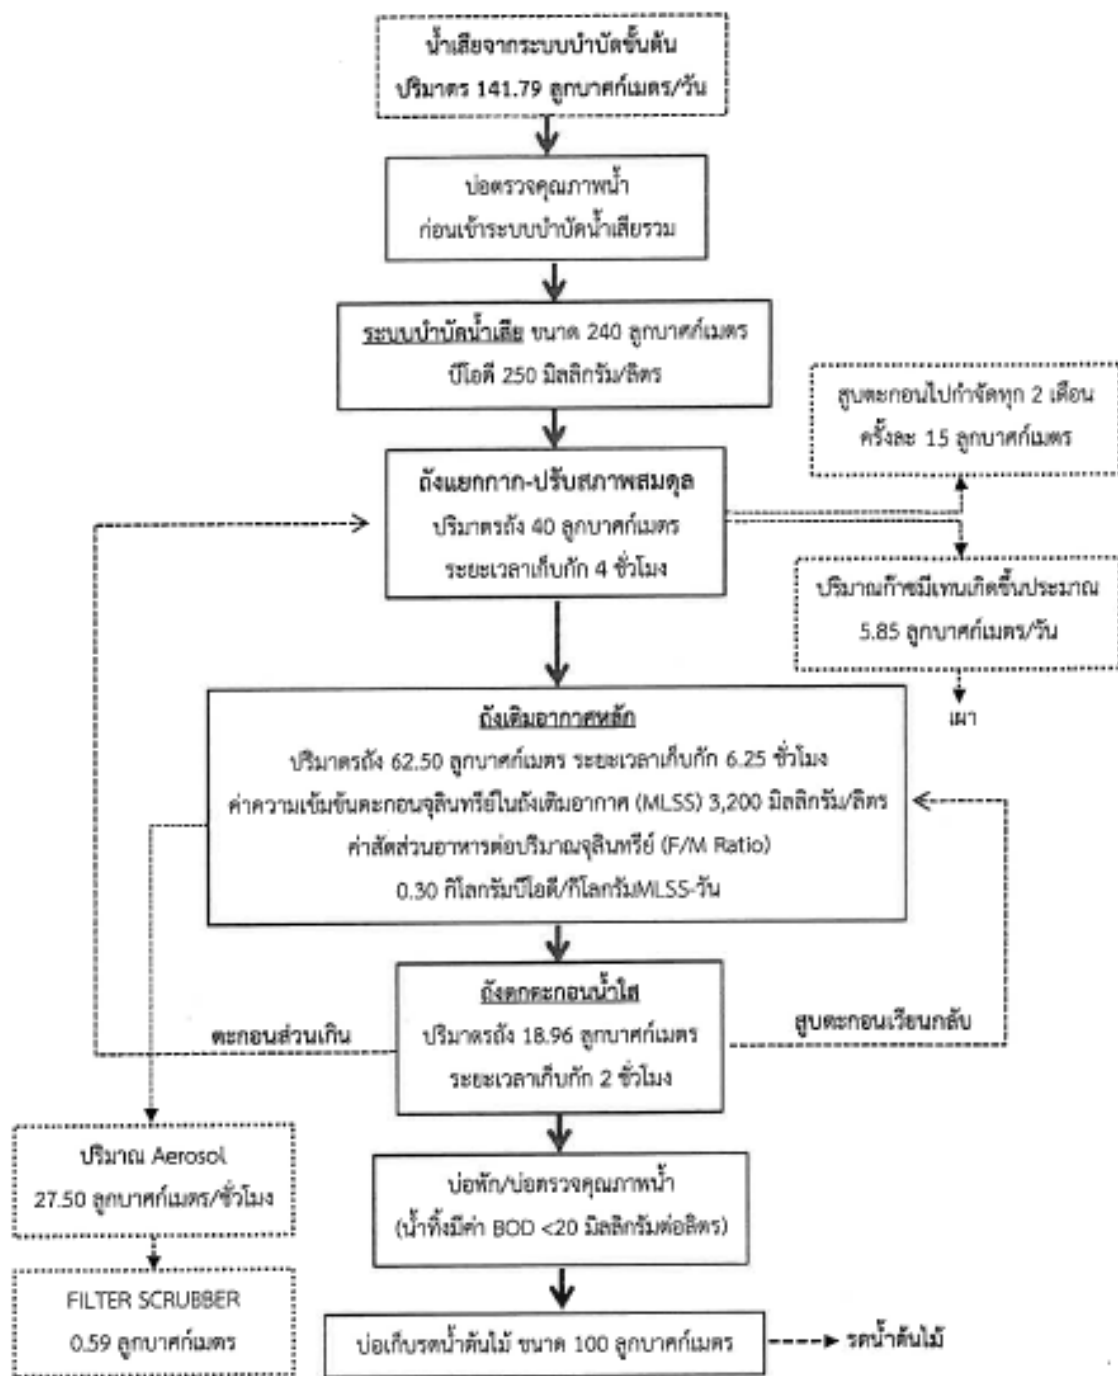 น้ำเสียจากระบบบำบัดขั้นต้น
ปริมาตร 141.79 ลูกบาศก์เมตร/วัน
บ่อตรวจคุณภาพน้ำ
ก่อนเข้าระบบบำบัดน้ำเสียรวม
ระบบบำบัดน้ำเสีย ขนาด 240 ลูกบาศก์เมตร
บีโอดี 250 มิลลิกรัม/ลิตร
สูบตะกอนไปกำจัดทุก 2 เดือน
ครั้งละ 15 ลูกบาศก์เมตร
ถังแยกกาก-ปรับสภาพสมดุล
ปริมาตรถัง 40 ลูกบาศก์เมตร
ระยะเวลาเก็บกัก 4 ชั่วโมง
ปริมาณก๊าซมีเทนเกิดขึ้นประมาณ
5.85 ลูกบาศก์เมตร/วัน
เผา
ถังเติมอากาศหลัก
ปริมาตรถัง 62.50 ลูกบาศก์เมตร ระยะเวลาเก็บกัก 6.25 ชั่วโมง
ค่าความเข้มข้นตะกอนจุลินทรีย์ในถังเติมอากาศ (MLSS) 3,200 มิลลิกรัม/ลิตร
ค่าสัดส่วนอาหารต่อปริมาณจุลินทรีย์ (F/M Ratio)
0.30 กิโลกรัมบีโอดี/กิโลกรัมMLSS-วัน
ถังตกตะกอนน้ำใส
ปริมาตรถัง 18.96 ลูกบาศก์เมตร
ระยะเวลาเก็บกัก 2 ชั่วโมง
ตะกอนส่วนเกิน
สูบตะกอนเวียนกลับ
ปริมาณ Aerosol
27.50 ลูกบาศก์เมตร/ชั่วโมง
บ่อพัก/บ่อตรวจคุณภาพน้ำ
(น้ำทิ้งมีค่า BOD <20 มิลลิกรัมต่อลิตร)
FILTER SCRUBBER
0.59 ลูกบาศก์เมตร
บ่อเก็บรดน้ำต้นไม้ ขนาด 100 ลูกบาศก์เมตร
รดน้ำต้นไม้